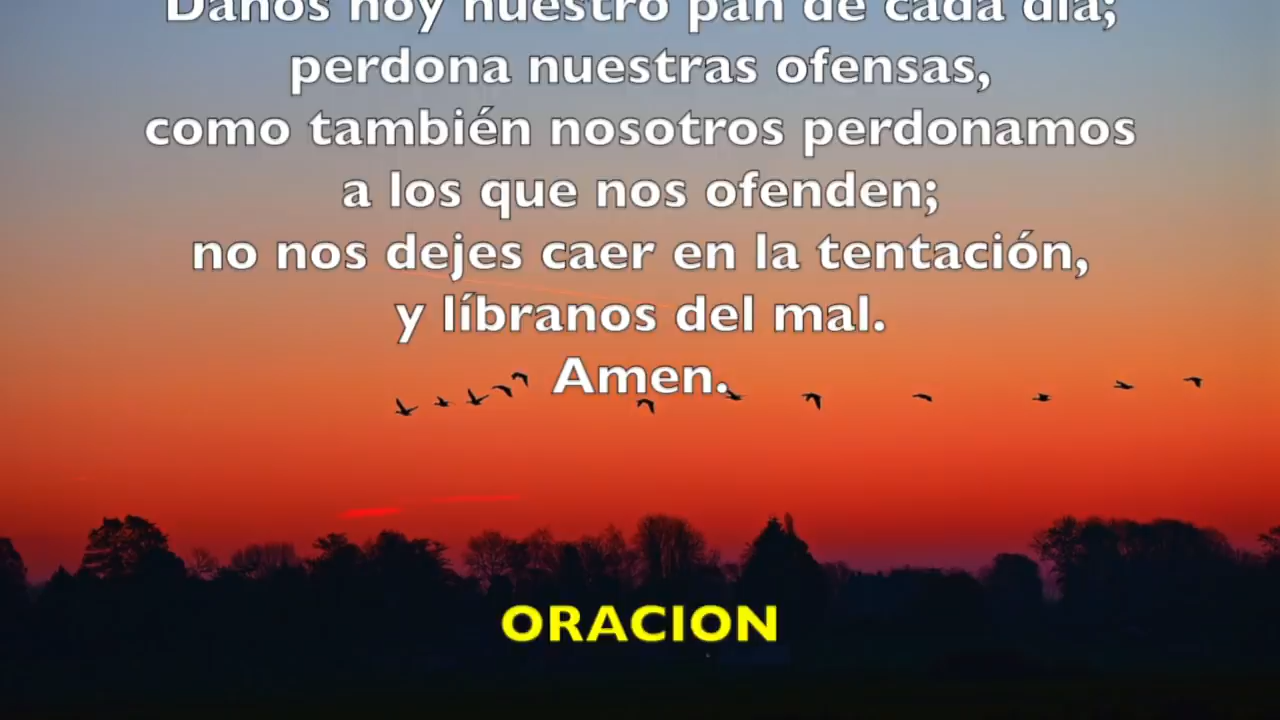 Danos hoy nuestro pan de cada día;
perdona nuestras ofensas,
como también nosotros perdonamos
a los que nos ofenden;
no nos dejes caer en la tentación,
y líbranos del mal.
Amen.
ORACION